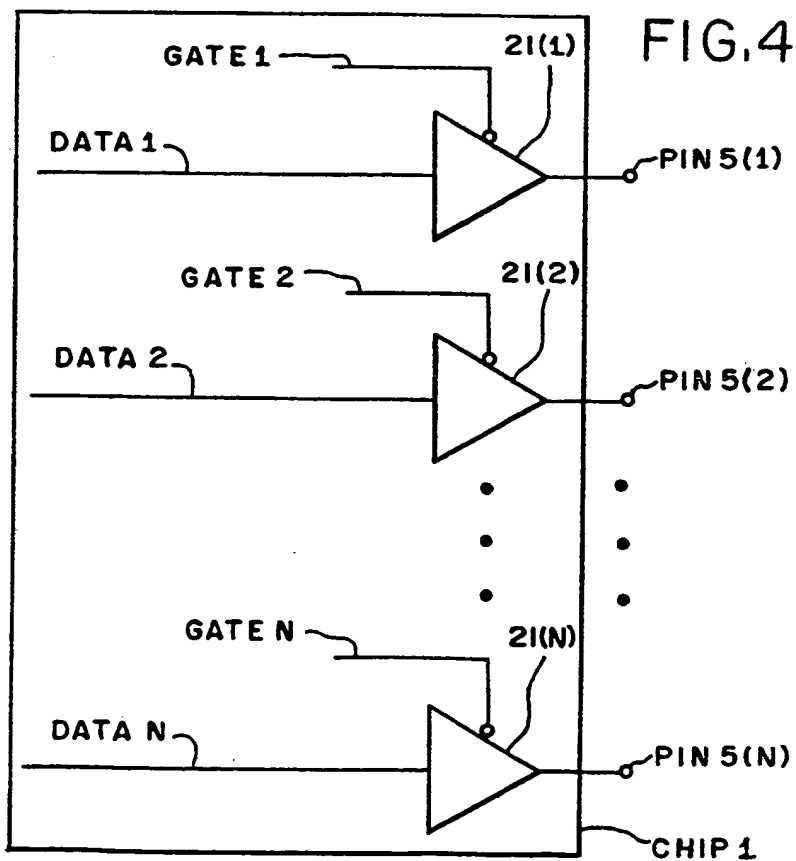 FIG.4
GATE 1
21(1)
DATA 1
PIN 5(1)
GATE 2
21(2)
DATA 2
PIN 5(2)
GATE N
21(N)
DATA N
PIN 5(N)
CHIP 1